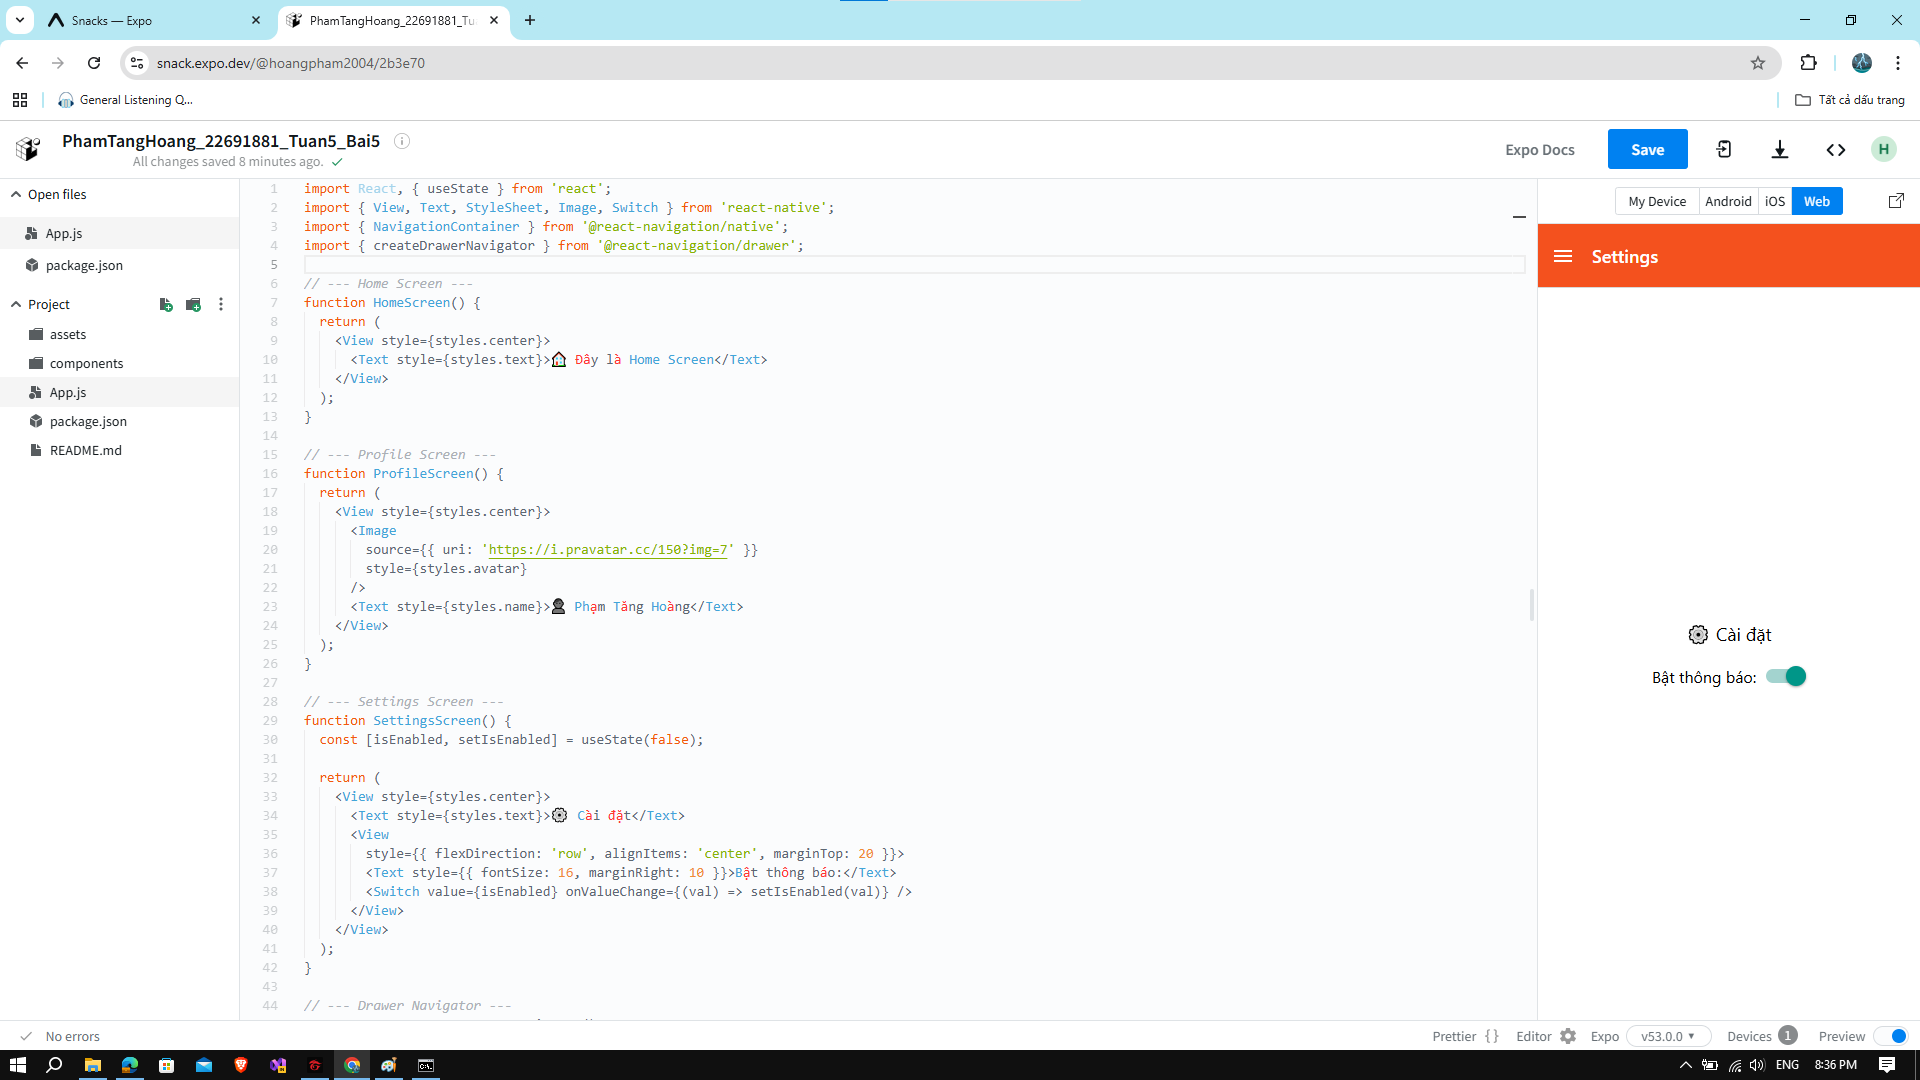 Snacks — Expo
PhamTangHoang_22691881_Tu
snack.expo.dev/@hoangpham2004/2b3e70
General Listening Q...
Tất cả dấu trang
PhamTangHoang_22691881_Tuan5_Bai5
All changes saved 8 minutes ago.
Expo Docs
Save
H
Open files
App.js
package.json
Project
assets
components
App.js
package.json
README.md
1 import React, { useState } from 'react';
2 import { View, Text, StyleSheet, Image, Switch } from 'react-native';
3 import { NavigationContainer } from '@react-navigation/native';
4 import { createDrawerNavigator } from '@react-navigation/drawer';
5
6 // --- Home Screen ---
7 function HomeScreen() {
8 return (
9 <View style={styles.center}>
10 <Text style={styles.text}>🏠 Đây là Home Screen</Text>
11 </View>
12 );
13 }
14
15 // --- Profile Screen ---
16 function ProfileScreen() {
17 return (
18 <View style={styles.center}>
19 <Image
20 source={{ uri: 'https://i.pravatar.cc/150?img=7' }}
21 style={styles.avatar}
22 />
23 <Text style={styles.name}>👤 Phạm Tăng Hoàng</Text>
24 </View>
25 );
26 }
27
28 // --- Settings Screen ---
29 function SettingsScreen() {
30 const [isEnabled, setIsEnabled] = useState(false);
31
32 return (
33 <View style={styles.center}>
34 <Text style={styles.text}>⚙️ Cài đặt</Text>
35 <View
36 style={{ flexDirection: 'row', alignItems: 'center', marginTop: 20 }}>
37 <Text style={{ fontSize: 16, marginRight: 10 }}>Bật thông báo:</Text>
38 <Switch value={isEnabled} onValueChange={(val) => setIsEnabled(val)} />
39 </View>
40 </View>
41 );
42 }
43
44 // --- Drawer Navigator ---
My Device
Android
iOS
Web
Settings
⚙️ Cài đặt
Bật thông báo:
No errors
Prettier {}
Editor
Expo
v53.0.0
Devices 1
Preview
ENG
8:36 PM